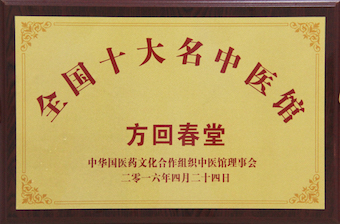 全国十大名中医馆
方回春堂
中华国医药文化合作组织中医馆理事会
二零一六年四月二十四日